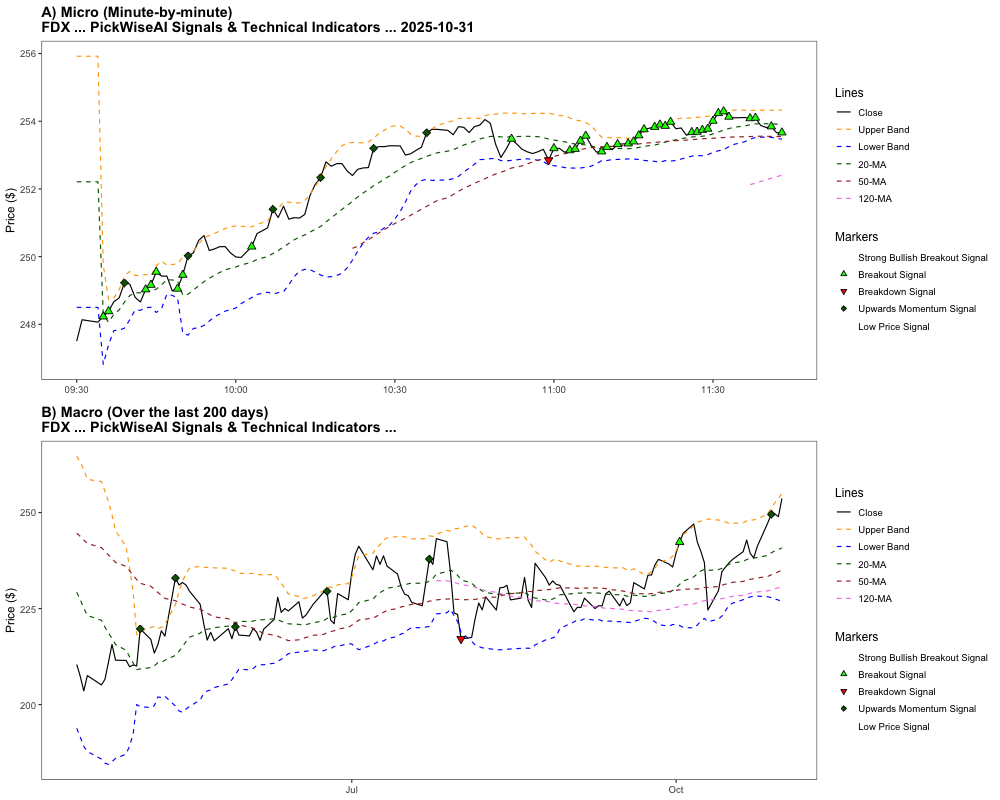 A) Micro (Minute-by-minute)
FDX ... PickWiseAI Signals & Technical Indicators ... 2025-10-31
256
254
252
250
248
Price ($)
09:30
10:00
10:30
11:00
11:30
Lines
Close
Upper Band
Lower Band
20-MA
50-MA
120-MA
Markers
Strong Bullish Breakout Signal
Breakout Signal
Breakdown Signal
Upwards Momentum Signal
Low Price Signal
B) Macro (Over the last 200 days)
FDX ... PickWiseAI Signals & Technical Indicators ...
250
225
200
Price ($)
Jul
Oct
Lines
Close
Upper Band
Lower Band
20-MA
50-MA
120-MA
Markers
Strong Bullish Breakout Signal
Breakout Signal
Breakdown Signal
Upwards Momentum Signal
Low Price Signal